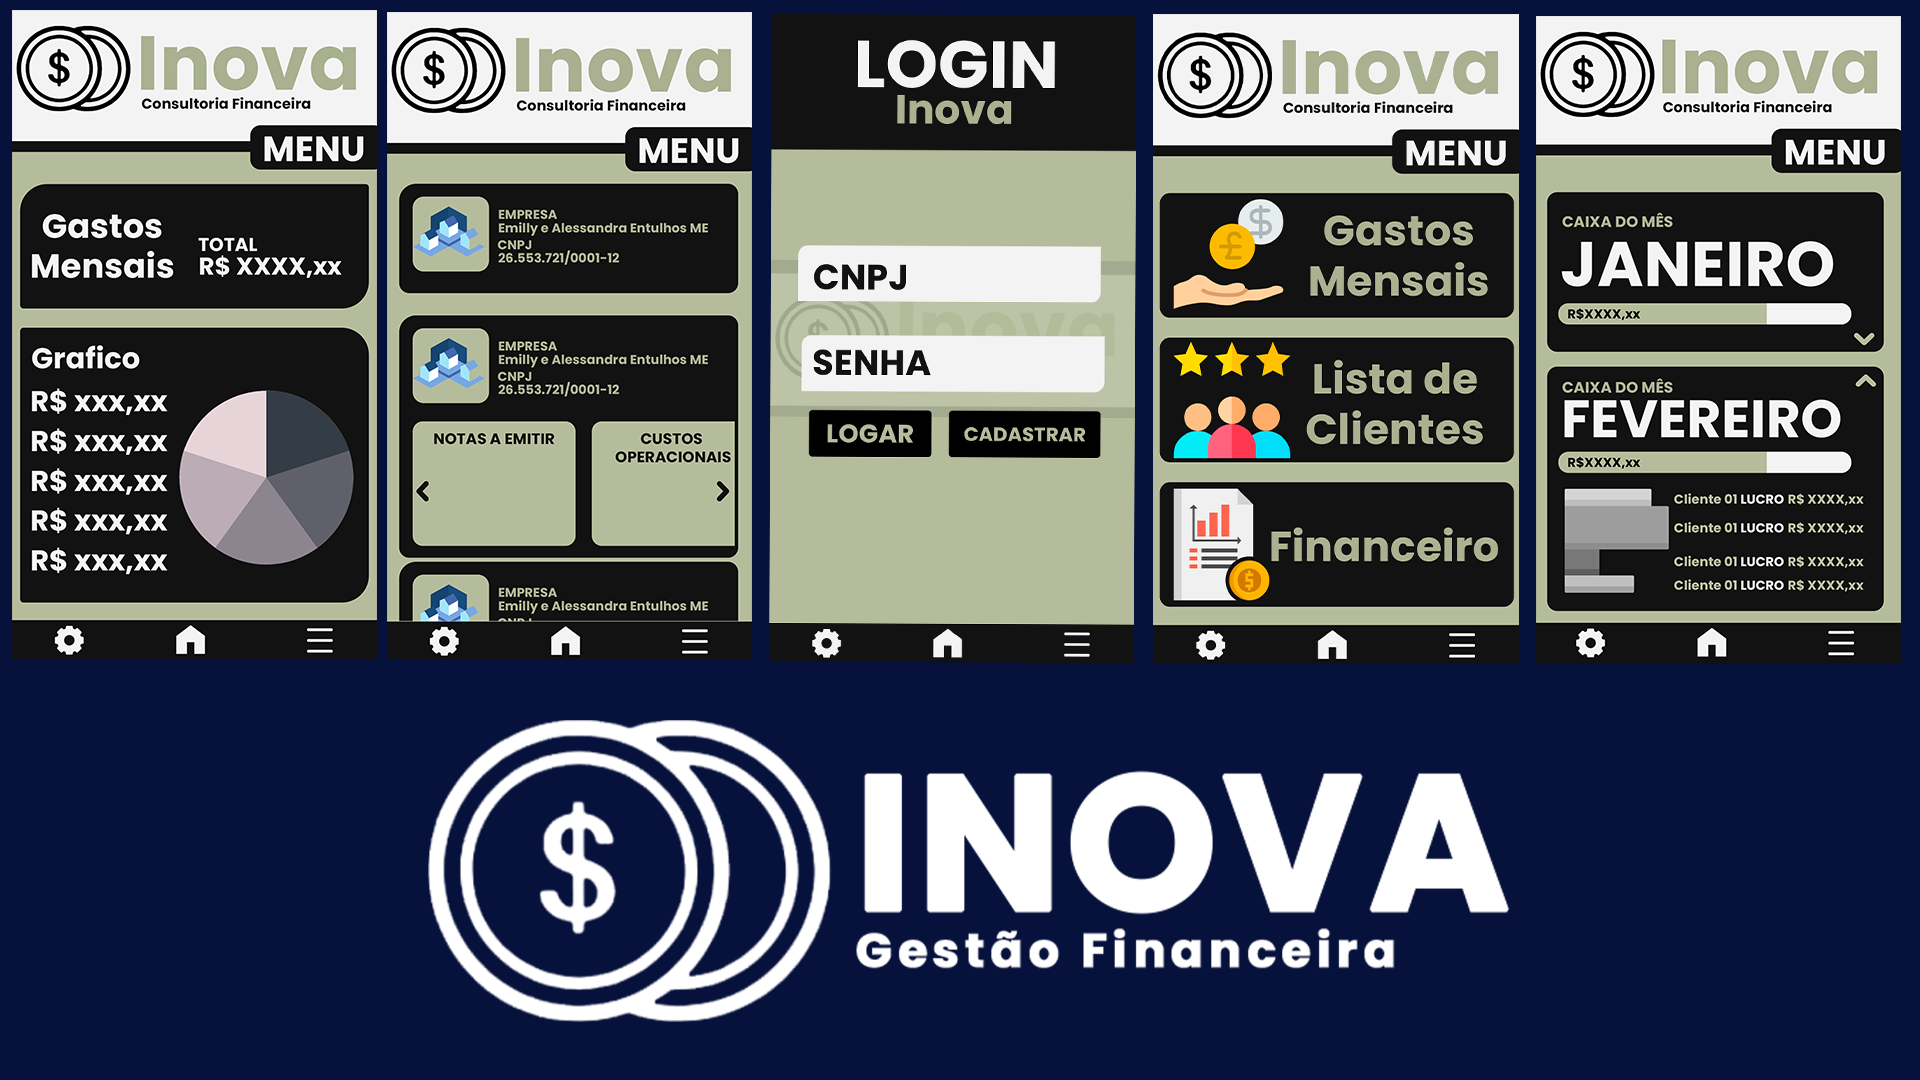 $ Inova
Consultoria Financeira
MENU
Gastos
Mensais
TOTAL
R$ XXXX,xx
Grafico
R$ xxx,xx
R$ xxx,xx
R$ xxx,xx
R$ xxx,xx
R$ xxx,xx
$ Inova
Consultoria Financeira
MENU
EMPRESA
Emilly e Alessandra Entulhos ME
CNPJ
26.553.721/0001-12
EMPRESA
Emilly e Alessandra Entulhos ME
CNPJ
26.553.721/0001-12
NOTAS A EMITIR
CUSTOS
OPERACIONAIS
EMPRESA
Emilly e Alessandra Entulhos ME
CNPJ
LOGIN
Inova
CNPJ
$ Inova
SENHA
LOGAR
CADASTRAR
$ Inova
Consultoria Financeira
MENU
$
£
Gastos
Mensais
Lista de
Clientes
Financeiro
$
$ Inova
Consultoria Financeira
MENU
CAIXA DO MÊS
JANEIRO
R$XXXX,xx
CAIXA DO MÊS
FEVEREIRO
R$XXXX,xx
Cliente 01 LUCRO R$ XXXX,xx
Cliente 01 LUCRO R$ XXXX,xx
Cliente 01 LUCRO R$ XXXX,xx
Cliente 01 LUCRO R$ XXXX,xx
$ INOVA
Gestão Financeira